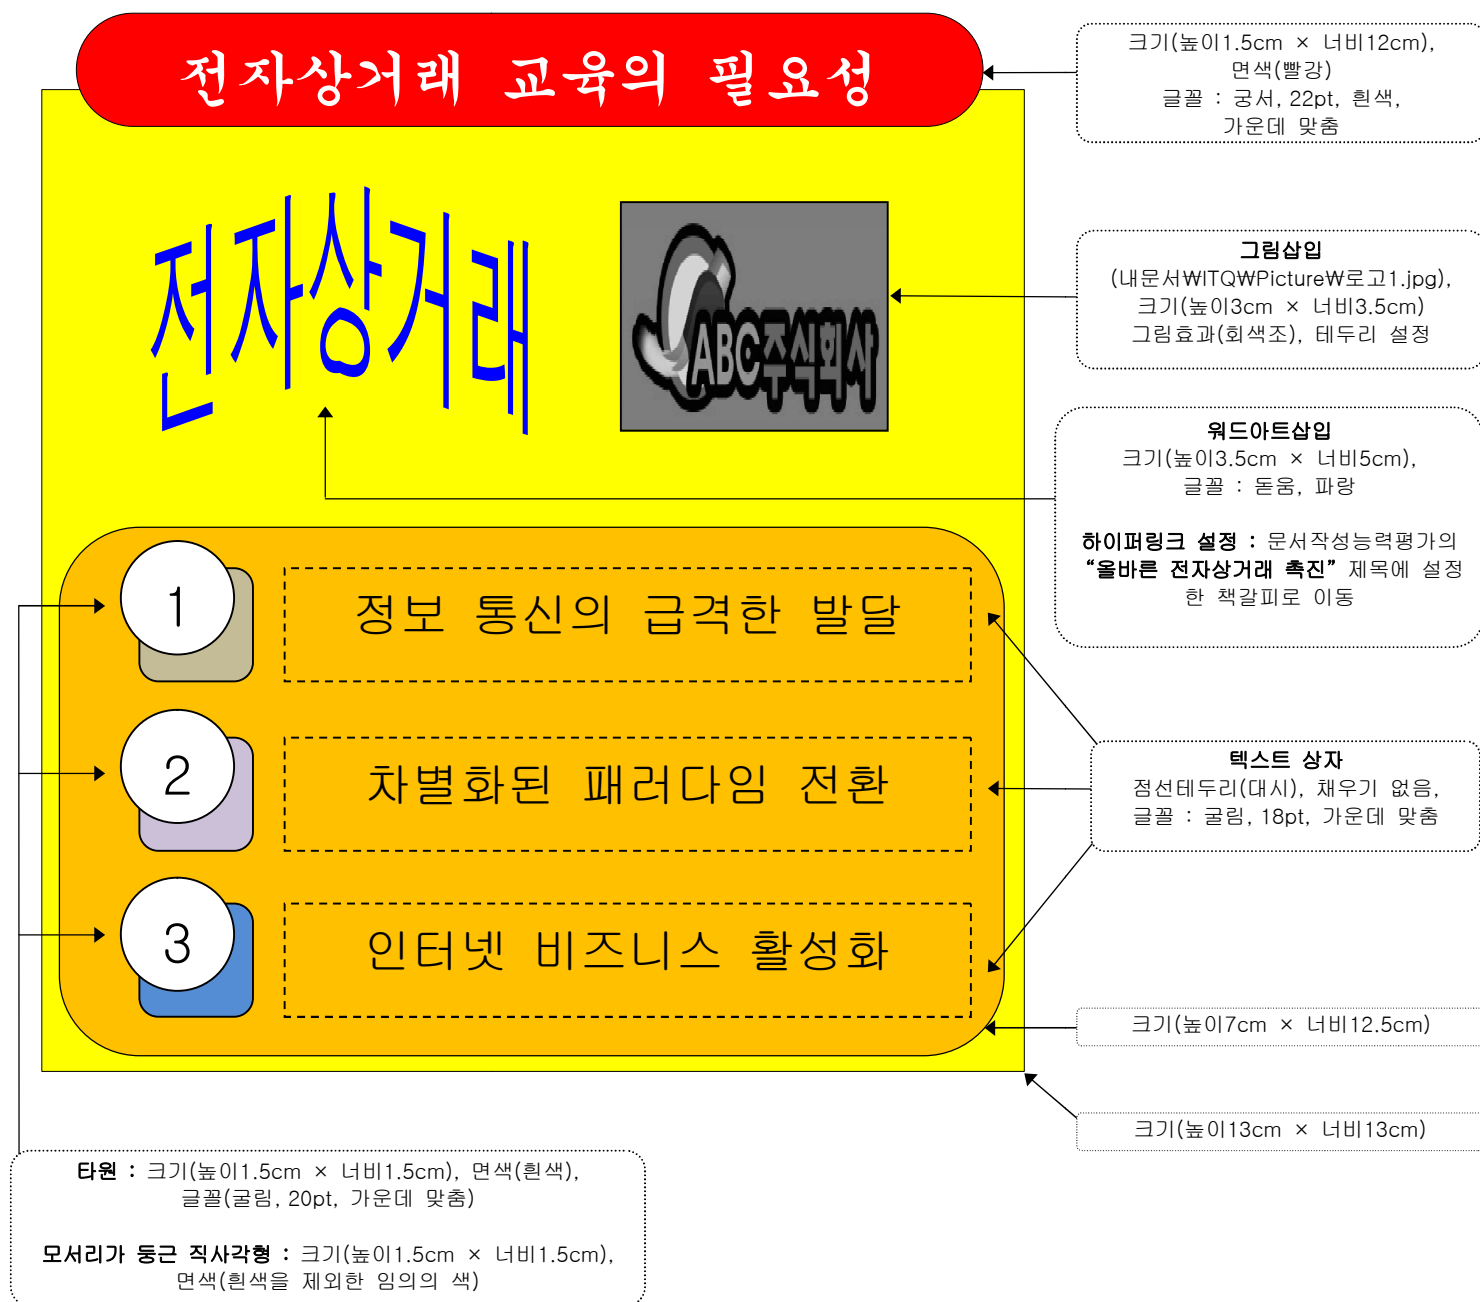 전자상거래 교육의 필요성
크기(높이1.5cm × 너비12cm),
면색(빨강)
글꼴 : 궁서, 22pt, 흰색,
가운데 맞춤
전자상거래
ABC주식회사
그림삽입
(내문서₩ITQ₩Picture₩로고1.jpg),
크기(높이3cm × 너비3.5cm)
그림효과(회색조), 테두리 설정
워드아트삽입
크기(높이3.5cm × 너비5cm),
글꼴 : 돋움, 파랑
하이퍼링크 설정 : 문서작성능력평가의
“올바른 전자상거래 촉진” 제목에 설정
한 책갈피로 이동
1
정보 통신의 급격한 발달
2
차별화된 패러다임 전환
3
인터넷 비즈니스 활성화
텍스트 상자
점선테두리(대시), 채우기 없음,
글꼴 : 굴림, 18pt, 가운데 맞춤
크기(높이7cm × 너비12.5cm)
크기(높이13cm × 너비13cm)
타원 : 크기(높이1.5cm × 너비1.5cm), 면색(흰색),
글꼴(굴림, 20pt, 가운데 맞춤)
모서리가 둥근 직사각형 : 크기(높이1.5cm × 너비1.5cm),
면색(흰색을 제외한 임의의 색)